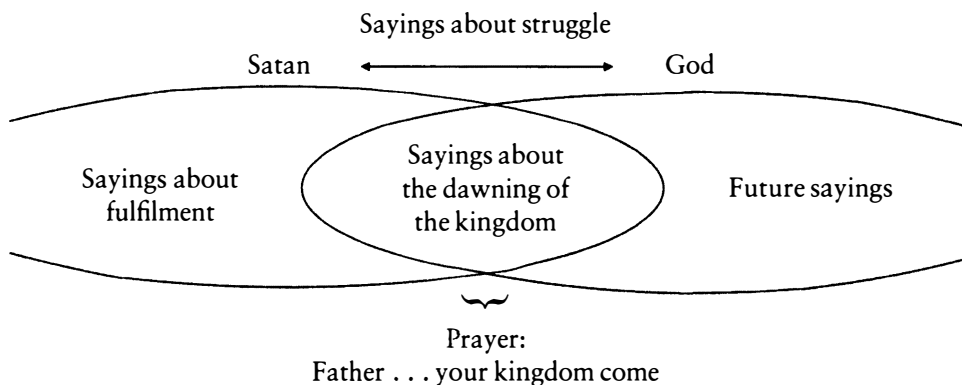 Sayings about struggle
Satan
God
Sayings about
fulfilment
Sayings about
the dawning of
the kingdom
Future sayings
Prayer:
Father . . . your kingdom come